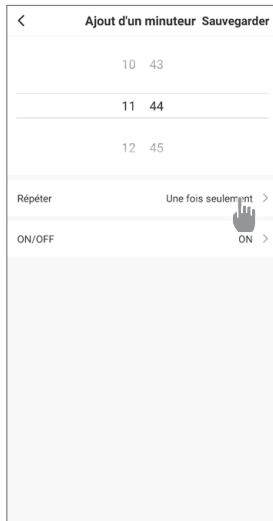 Ajout d'un minuteur Sauvegarder
10 43
11 44
12 45
Répéter Une fois seulement
ON/OFF ON